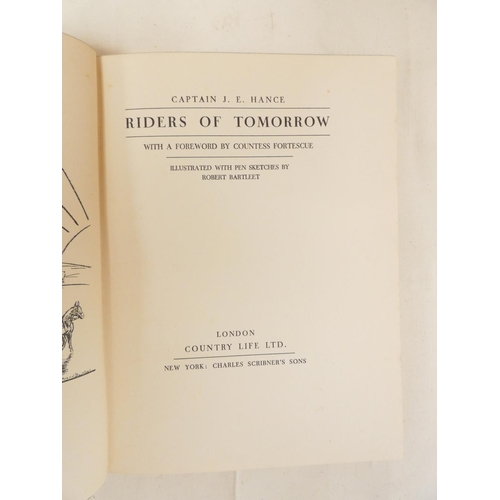 CAPTAIN J. E. HANCE
RIDERS OF TOMORROW
WITH A FOREWORD BY COUNTESS FORTESCUE
ILLUSTRATED WITH PEN SKETCHES BY
ROBERT BARTLEET
LONDON
COUNTRY LIFE LTD.
NEW YORK: CHARLES SCRIBNER'S SONS